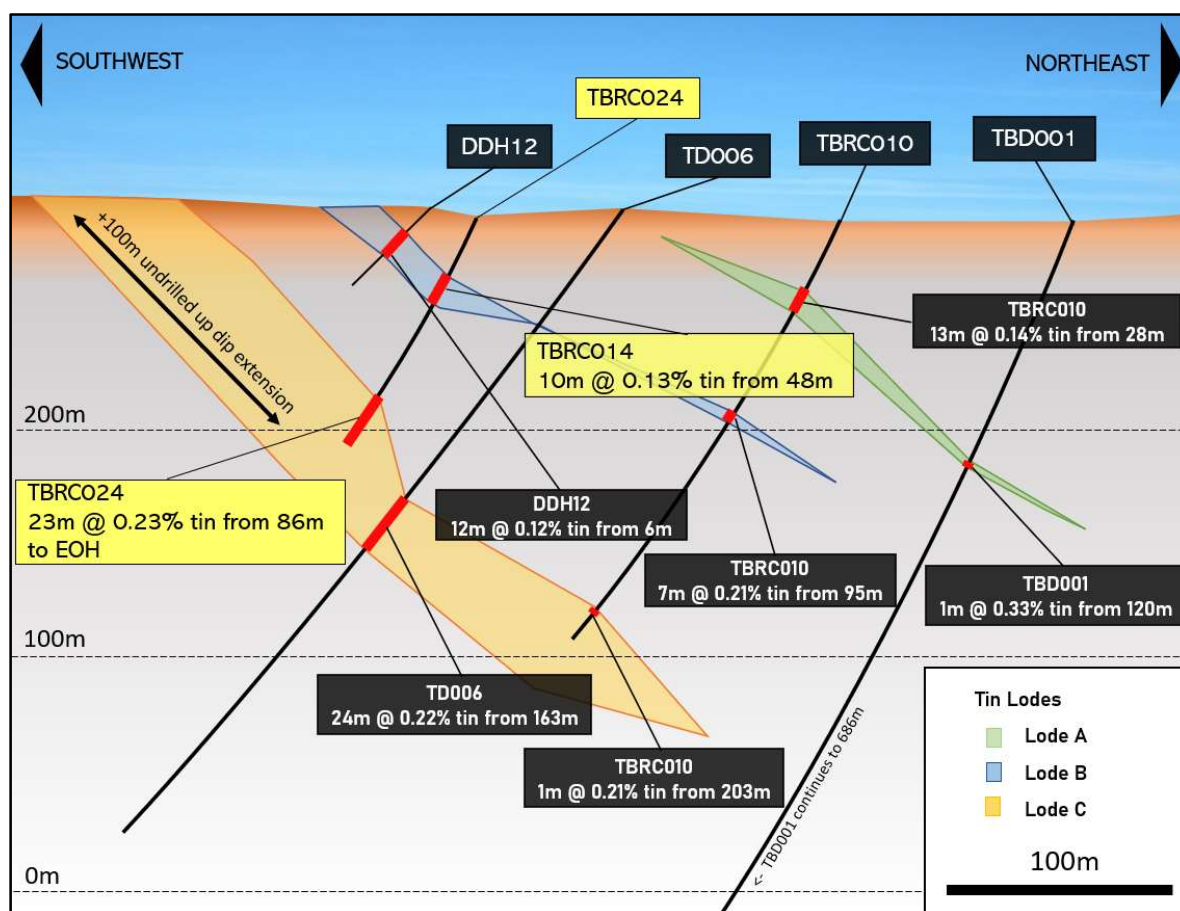 SOUTHWEST
NORTHEAST
TBRC024
DDH12
TD006
TBRC010
TBD001
+100m undrilled up dip extension
TBRC010
13m @ 0.14% tin from 28m
TBRC014
10m @ 0.13% tin from 48m
200m
TBRC024
23m @ 0.23% tin from 86m
to EOH
DDH12
12m @ 0.12% tin from 6m
TBRC010
7m @ 0.21% tin from 95m
TBD001
1m @ 0.33% tin from 120m
100m
TD006
24m @ 0.22% tin from 163m
TBRC010
1m @ 0.21% tin from 203m
<- TBD001 continues to 686m
Tin Lodes
Lode A
Lode B
Lode C
100m
0m